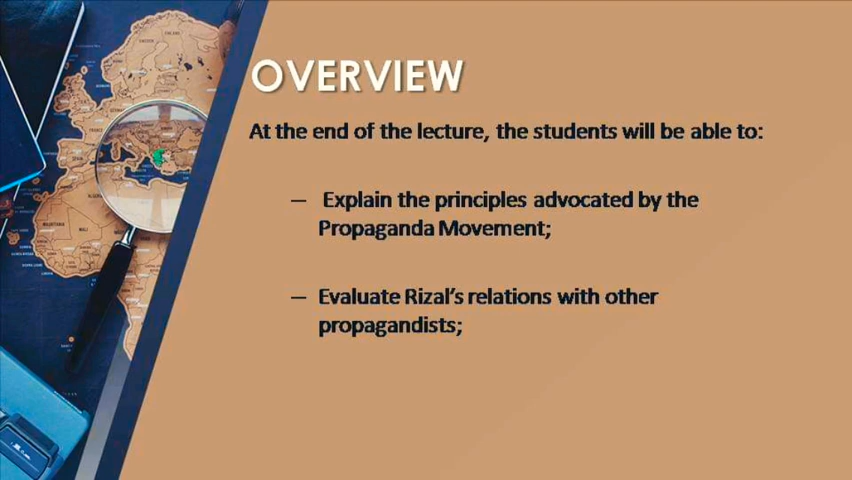 OVERVIEW
At the end of the lecture, the students will be able to:
– Explain the principles advocated by the
Propaganda Movement;
– Evaluate Rizal's relations with other
propagandists;